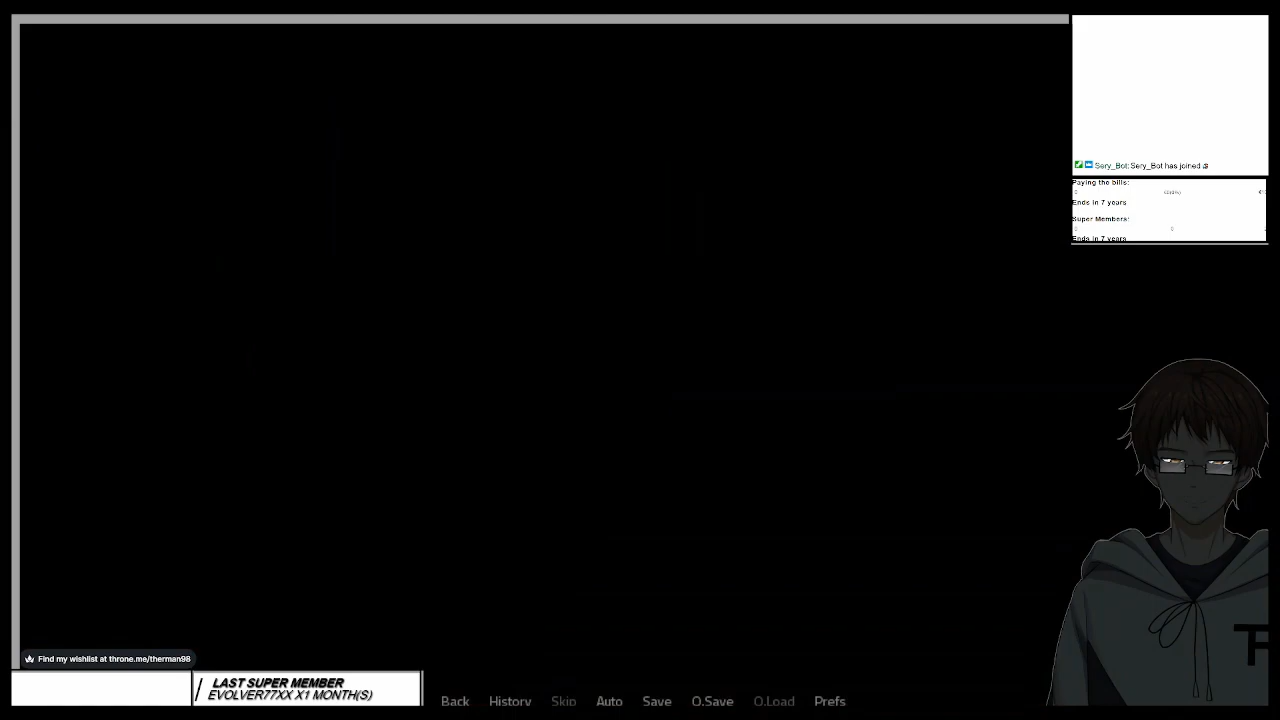 Sery_Bot: Sery_Bot has joined
Paying the bills:
Ends in 7 years
Super Members:
0
0
Ends in 7 years
Find my wishlist at throne.me/therman98
LAST SUPER MEMBER
EVOLVER77XX X1 MONTH(S)
Back History Skip Auto Save Q.Save Q.Load Prefs